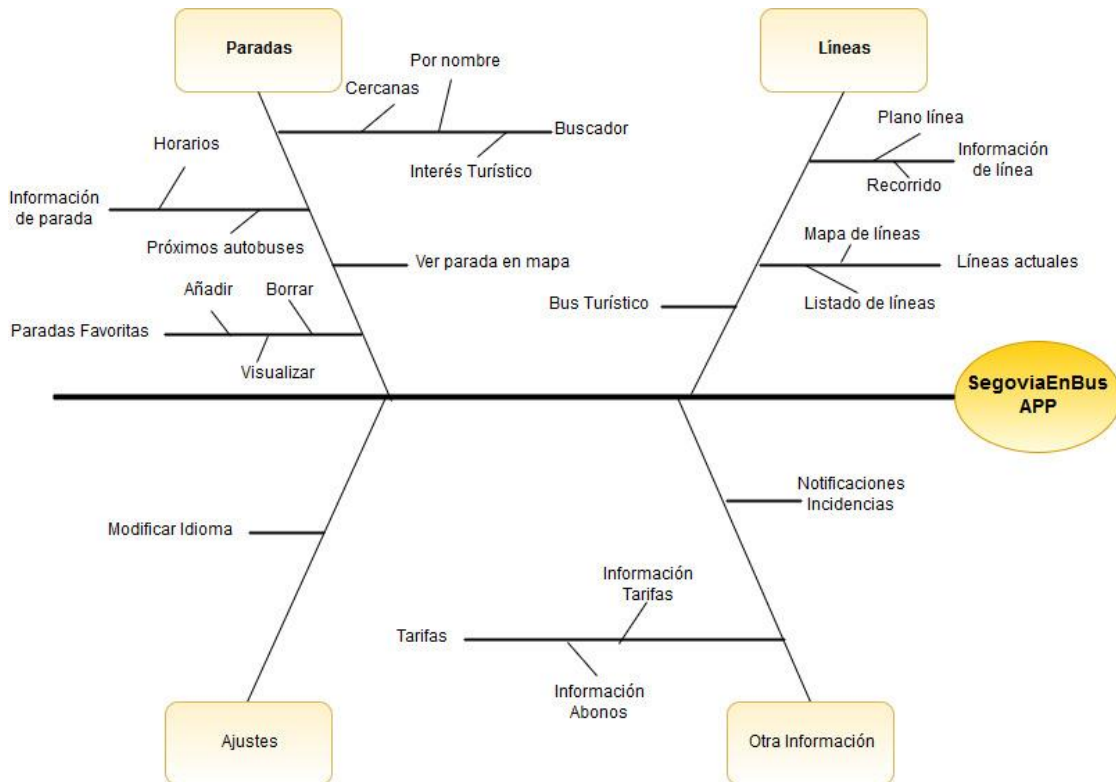 Paradas
Líneas
Por nombre
Cercanas
Buscador
Interés Turístico
Horarios
Información
de parada
Próximos autobuses
Ver parada en mapa
Añadir
Borrar
Paradas Favoritas
Visualizar
Plano línea
Información
de línea
Recorrido
Mapa de líneas
Líneas actuales
Listado de líneas
Bus Turístico
SegoviaEnBus
APP
Notificaciones
Incidencias
Modificar Idioma
Información
Tarifas
Tarifas
Información
Abonos
Ajustes
Otra Información